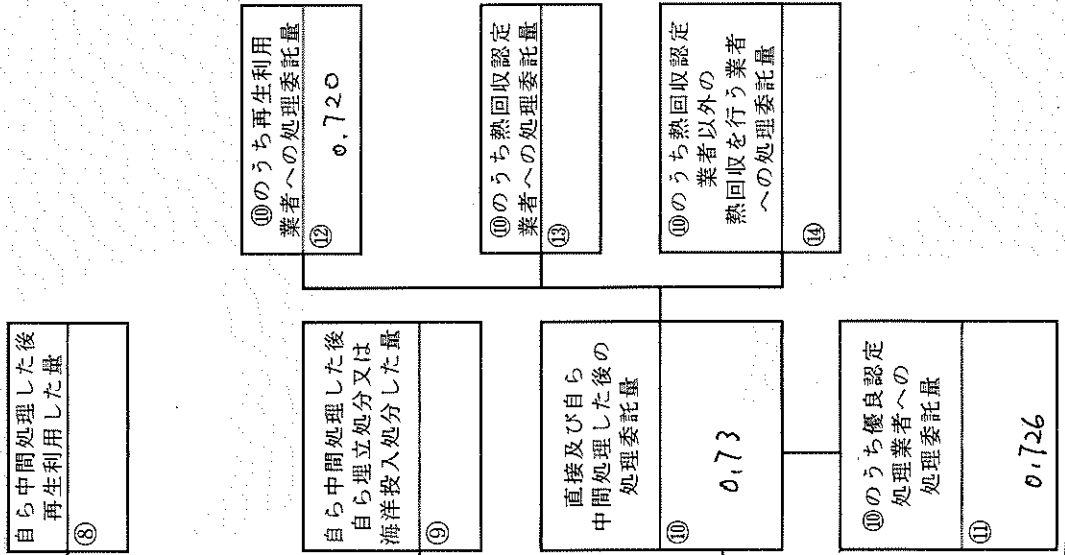 自ら中間処理した後
再生利用した量
⑧
自ら中間処理した後
自ら埋立処分又は
海洋投入処分した量
⑨
直接及び自ら
中間処理した後の
処理委託量
⑩
0.73
⑩のうち優良認定
処理業者への
処理委託量
⑪
0.726
⑩のうち再生利用
業者への処理委託量
⑫
0.720
⑩のうち熱回収認定
業者への処理委託量
⑬
⑩のうち熱回収認定
業者以外の
熱回収を行う業者
への処理委託量
⑭